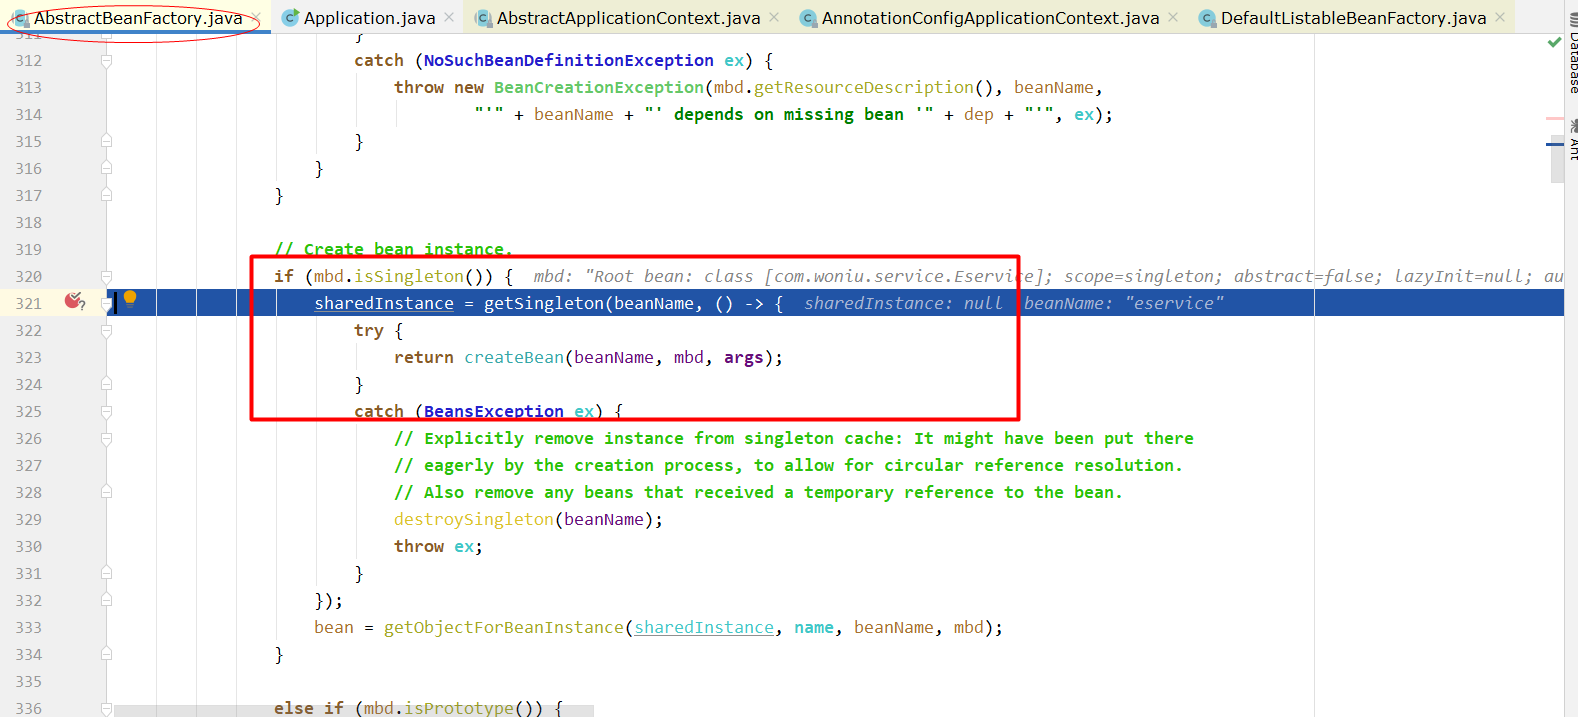 AbstractBeanFactory.java Application.java AbstractApplicationContext.java AnnotationConfigApplicationContext.java DefaultListableBeanFactory.java
311 }
312 catch (NoSuchBeanDefinitionException ex) {
313 throw new BeanCreationException(mbd.getResourceDescription(), beanName,
314 "'" + beanName + "' depends on missing bean '" + dep + "'", ex);
315 }
316 }
317 }
318
319 // Create bean instance.
320 if (mbd.isSingleton()) { mbd: "Root bean: class [com.woniu.service.Eservice]; scope=singleton; abstract=false; lazyInit=null; au
321 sharedInstance = getSingleton(beanName, () -> { sharedInstance: null beanName: "eservice"
322 try {
323 return createBean(beanName, mbd, args);
324 }
325 catch (BeansException ex) {
326 // Explicitly remove instance from singleton cache: It might have been put there
327 // eagerly by the creation process, to allow for circular reference resolution.
328 // Also remove any beans that received a temporary reference to the bean.
329 destroySingleton(beanName);
330 throw ex;
331 }
332 });
333 bean = getObjectForBeanInstance(sharedInstance, name, beanName, mbd);
334 }
335
336 else if (mbd.isPrototype()) {
Database
Ant